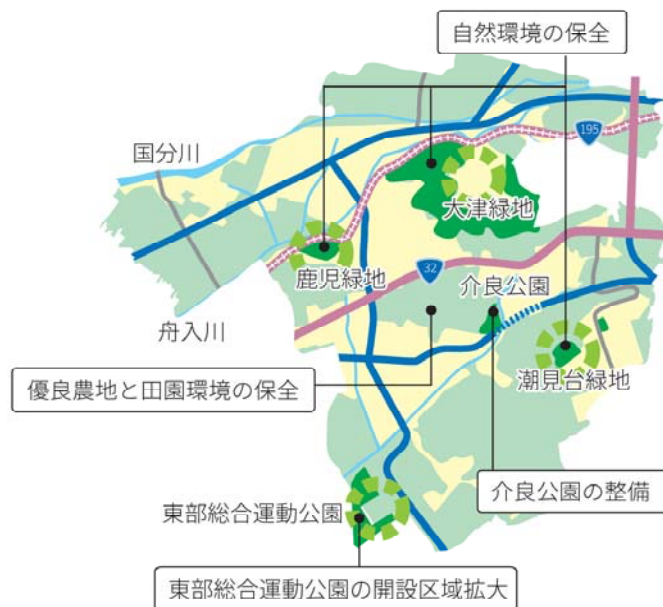 自然環境の保全
195
国分川
大津緑地
鹿児緑地
32
介良公園
舟入川
潮見台緑地
優良農地と田園環境の保全
介良公園の整備
東部総合運動公園
東部総合運動公園の開設区域拡大